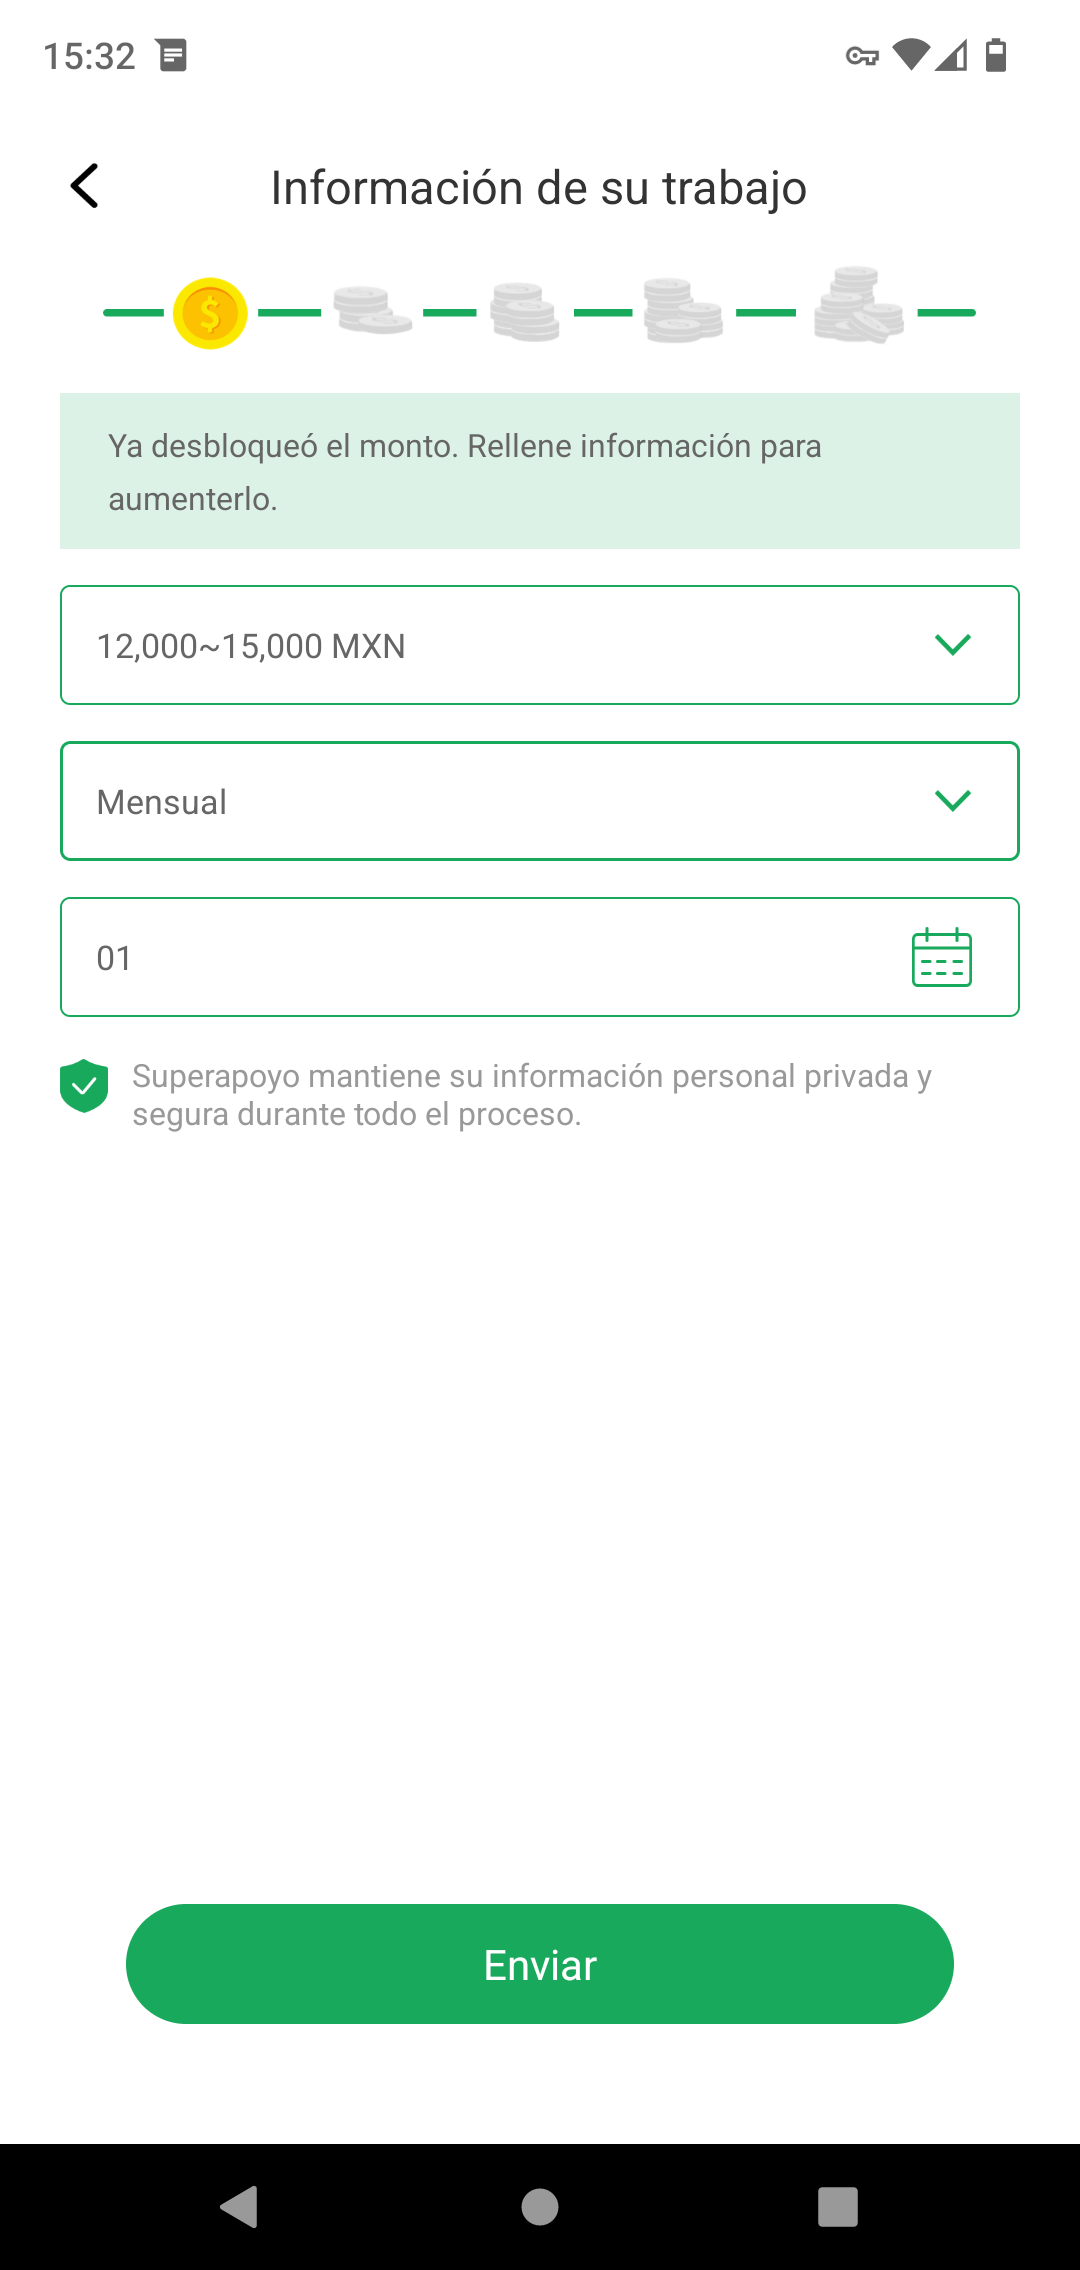 15:32
Información de su trabajo
Ya desbloqueó el monto. Rellene información para
aumenterlo.
12,000~15,000 MXN
Mensual
01
Superapoyo mantiene su información personal privada y
segura durante todo el proceso.
Enviar